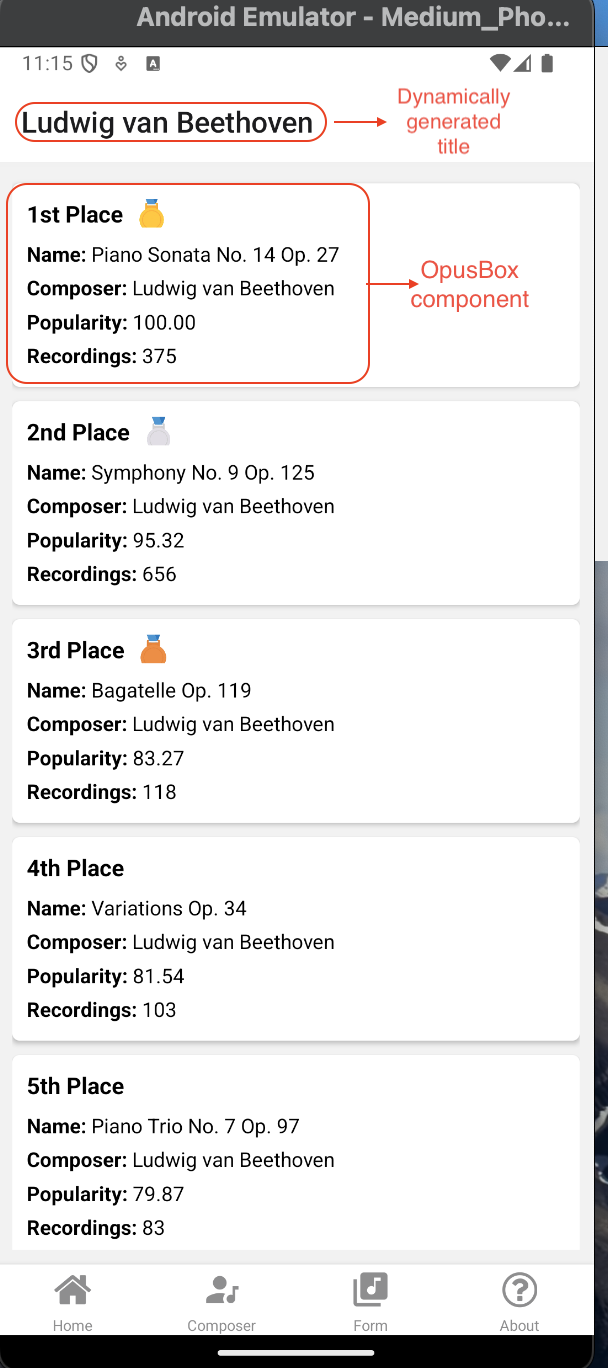 Android Emulator - Medium_Pho...
11:15
A
Ludwig van Beethoven
Dynamically
generated
title
1st Place
Name: Piano Sonata No. 14 Op. 27
Composer: Ludwig van Beethoven
Popularity: 100.00
Recordings: 375
OpusBox
component
2nd Place
Name: Symphony No. 9 Op. 125
Composer: Ludwig van Beethoven
Popularity: 95.32
Recordings: 656
3rd Place
Name: Bagatelle Op. 119
Composer: Ludwig van Beethoven
Popularity: 83.27
Recordings: 118
4th Place
Name: Variations Op. 34
Composer: Ludwig van Beethoven
Popularity: 81.54
Recordings: 103
5th Place
Name: Piano Trio No. 7 Op. 97
Composer: Ludwig van Beethoven
Popularity: 79.87
Recordings: 83
Home
Composer
Form
About